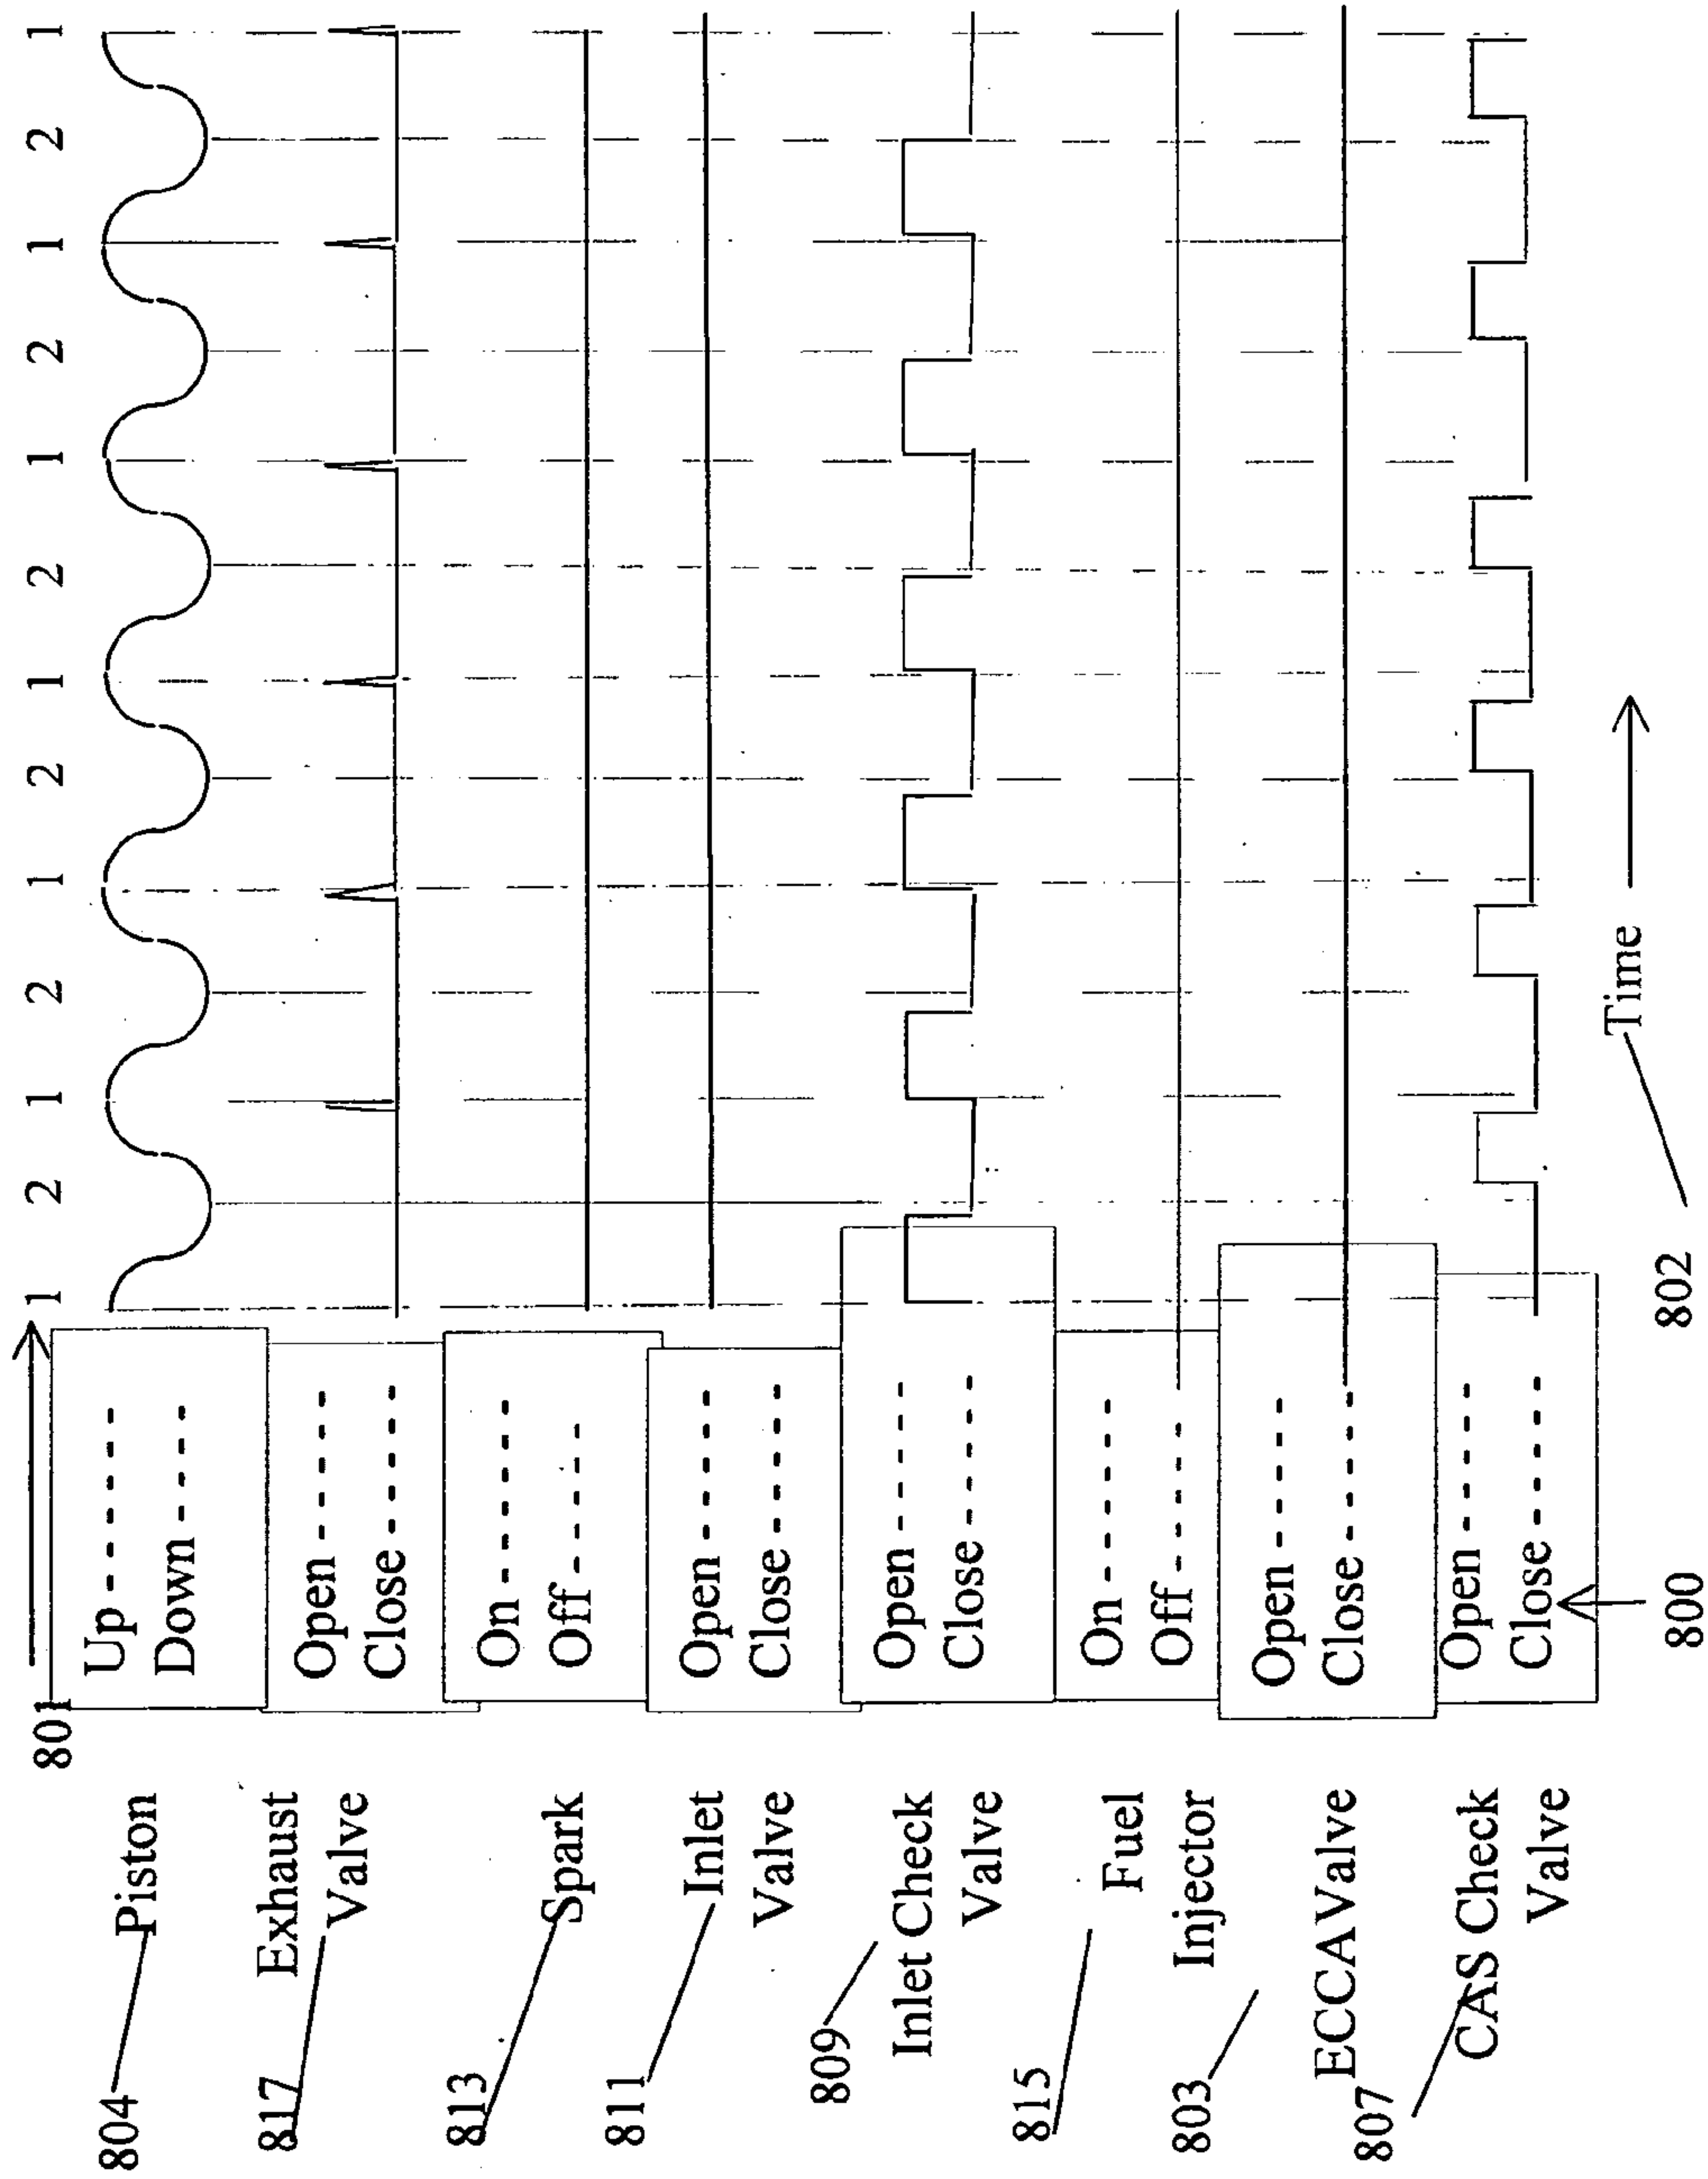 801
1 2 1 2 1 2 1 2 1 2 1 2 1
804 Piston
Up
Down
817 Exhaust
Valve
Open
Close
813 Spark
On
Off
811 Inlet
Valve
Open
Close
809 Inlet Check
Valve
Open
Close
815 Fuel
Injector
On
Off
803 ECCA Valve
Open
Close
807 CAS Check
Valve
Open
Close
800
802 Time